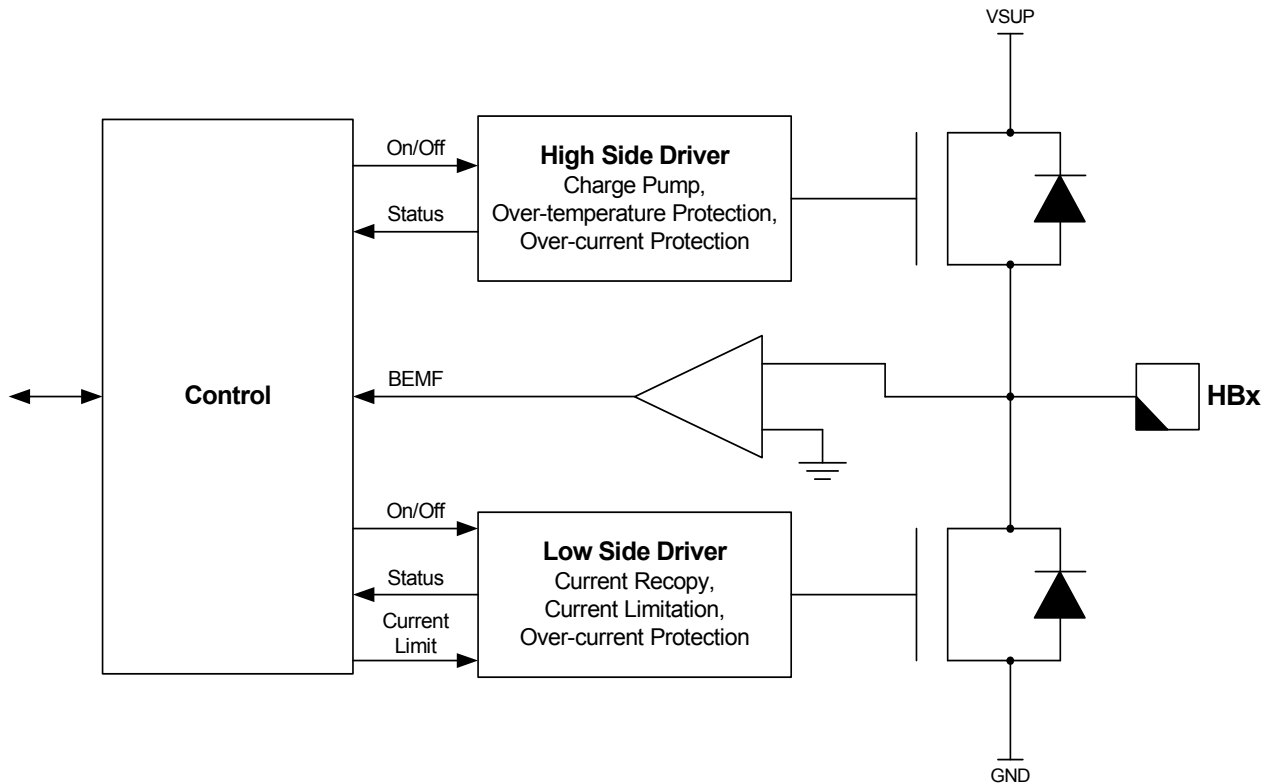 VSUP
On/Off
High Side Driver
Charge Pump,
Over-temperature Protection,
Over-current Protection
Status
BEMF
Control
HBx
On/Off
Low Side Driver
Current Recopy,
Current Limitation,
Over-current Protection
Status
Current
Limit
GND